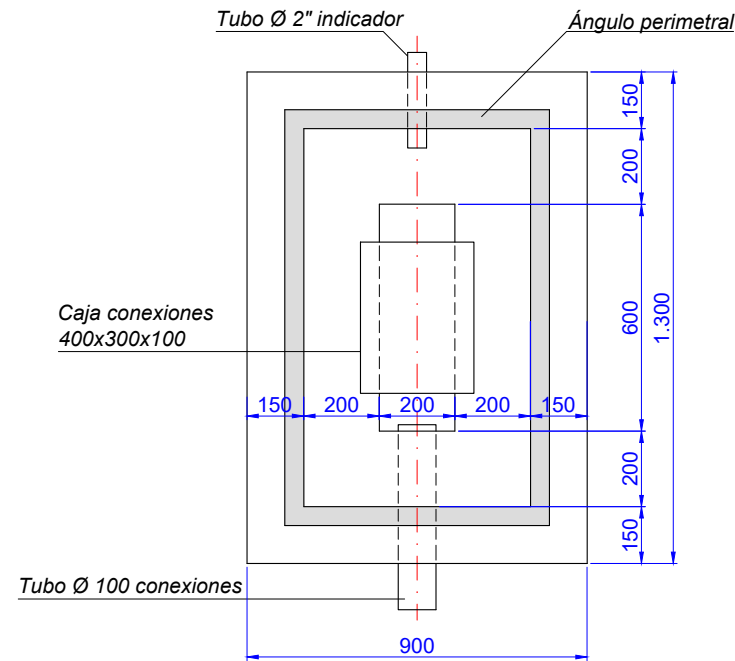 Tubo Ø 2" indicador
Ángulo perimetral
150
200
600
1.300
Caja conexiones
400x300x100
150 200 200 200 150
200
150
Tubo Ø 100 conexiones
900